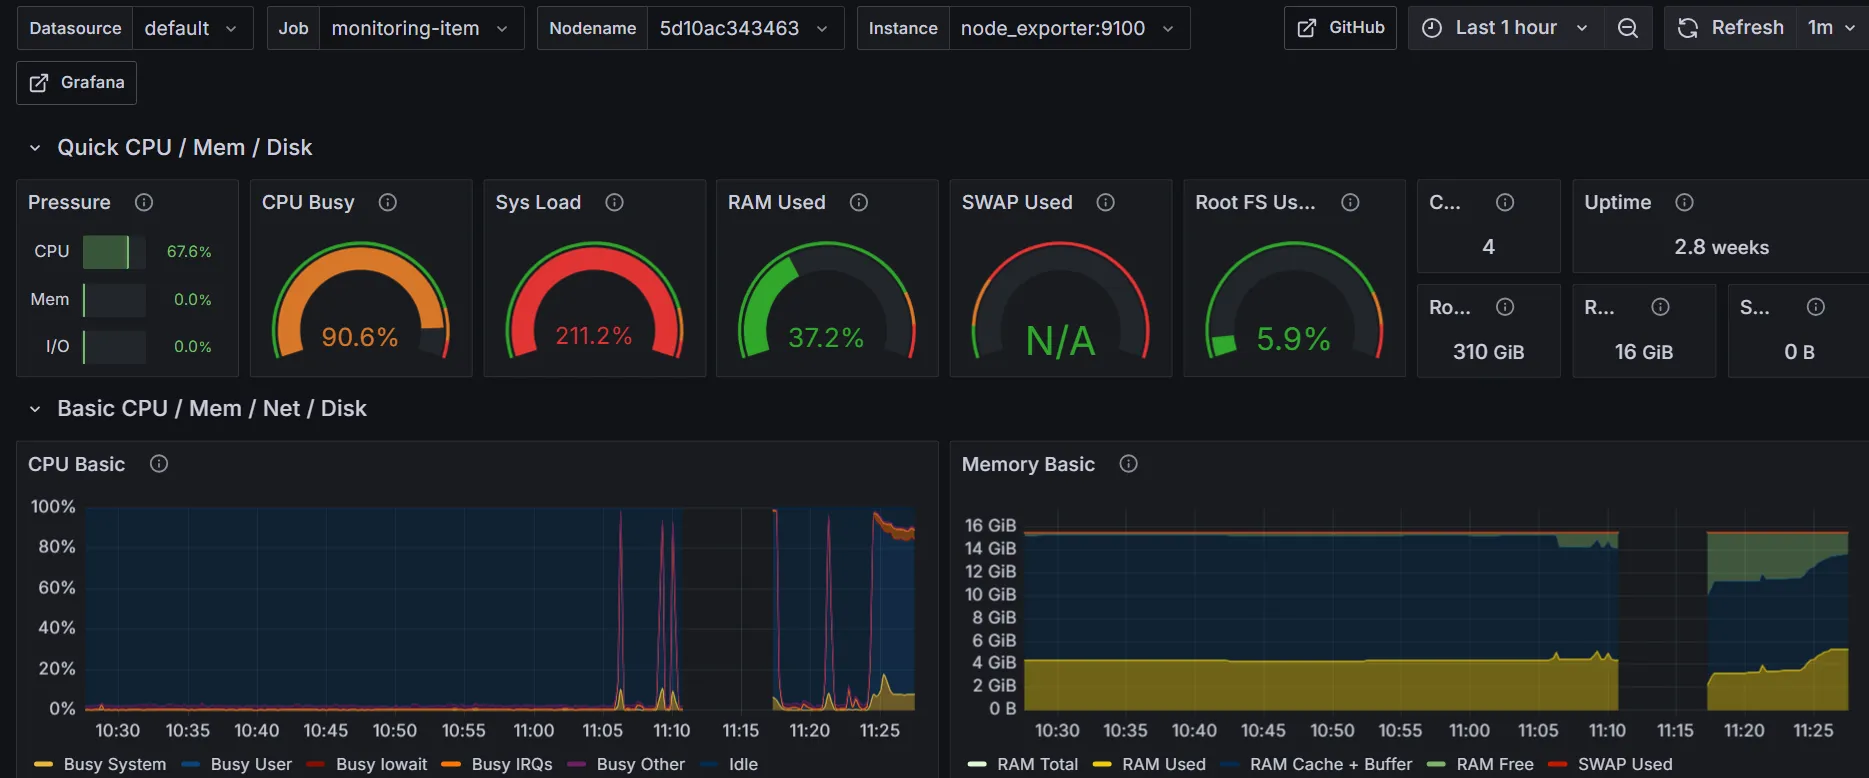 Datasource default Job monitoring-item Nodename 5d10ac343463 Instance node_exporter:9100 GitHub Last 1 hour Refresh 1m
Grafana
Quick CPU / Mem / Disk
Pressure CPU Busy Sys Load RAM Used SWAP Used Root FS Us... C... Uptime
CPU 67.6%
Mem 0.0%
I/O 0.0%
90.6% 211.2% 37.2% N/A 5.9%
4 2.8 weeks
Ro... R... S...
310 GiB 16 GiB 0 B
Basic CPU / Mem / Net / Disk
CPU Basic
100%
80%
60%
40%
20%
0%
10:30 10:35 10:40 10:45 10:50 10:55 11:00 11:05 11:10 11:15 11:20 11:25
Busy System Busy User Busy Iowait Busy IRQs Busy Other Idle
Memory Basic
16 GiB
14 GiB
12 GiB
10 GiB
8 GiB
6 GiB
4 GiB
2 GiB
0 B
10:30 10:35 10:40 10:45 10:50 10:55 11:00 11:05 11:10 11:15 11:20 11:25
RAM Total RAM Used RAM Cache + Buffer RAM Free SWAP Used